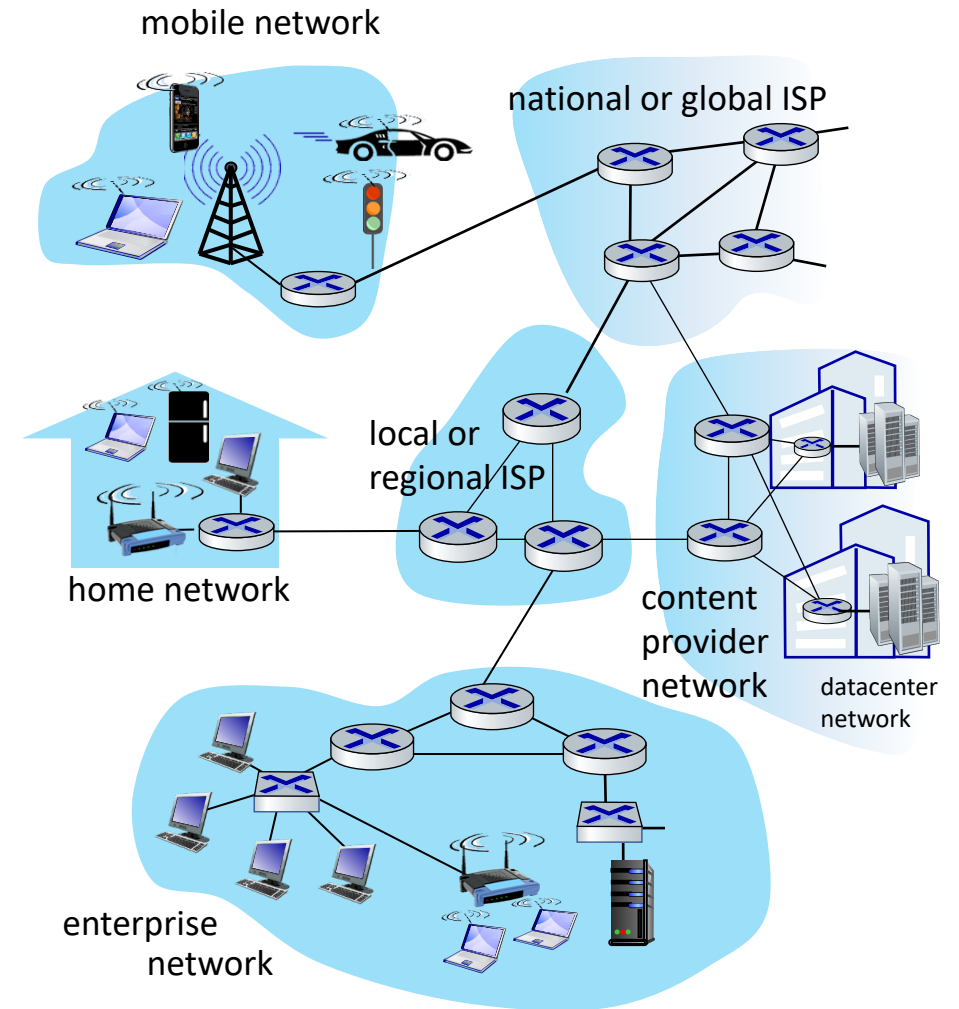 mobile network
national or global ISP
local or
regional ISP
home network
content
provider
network
datacenter
network
enterprise
network